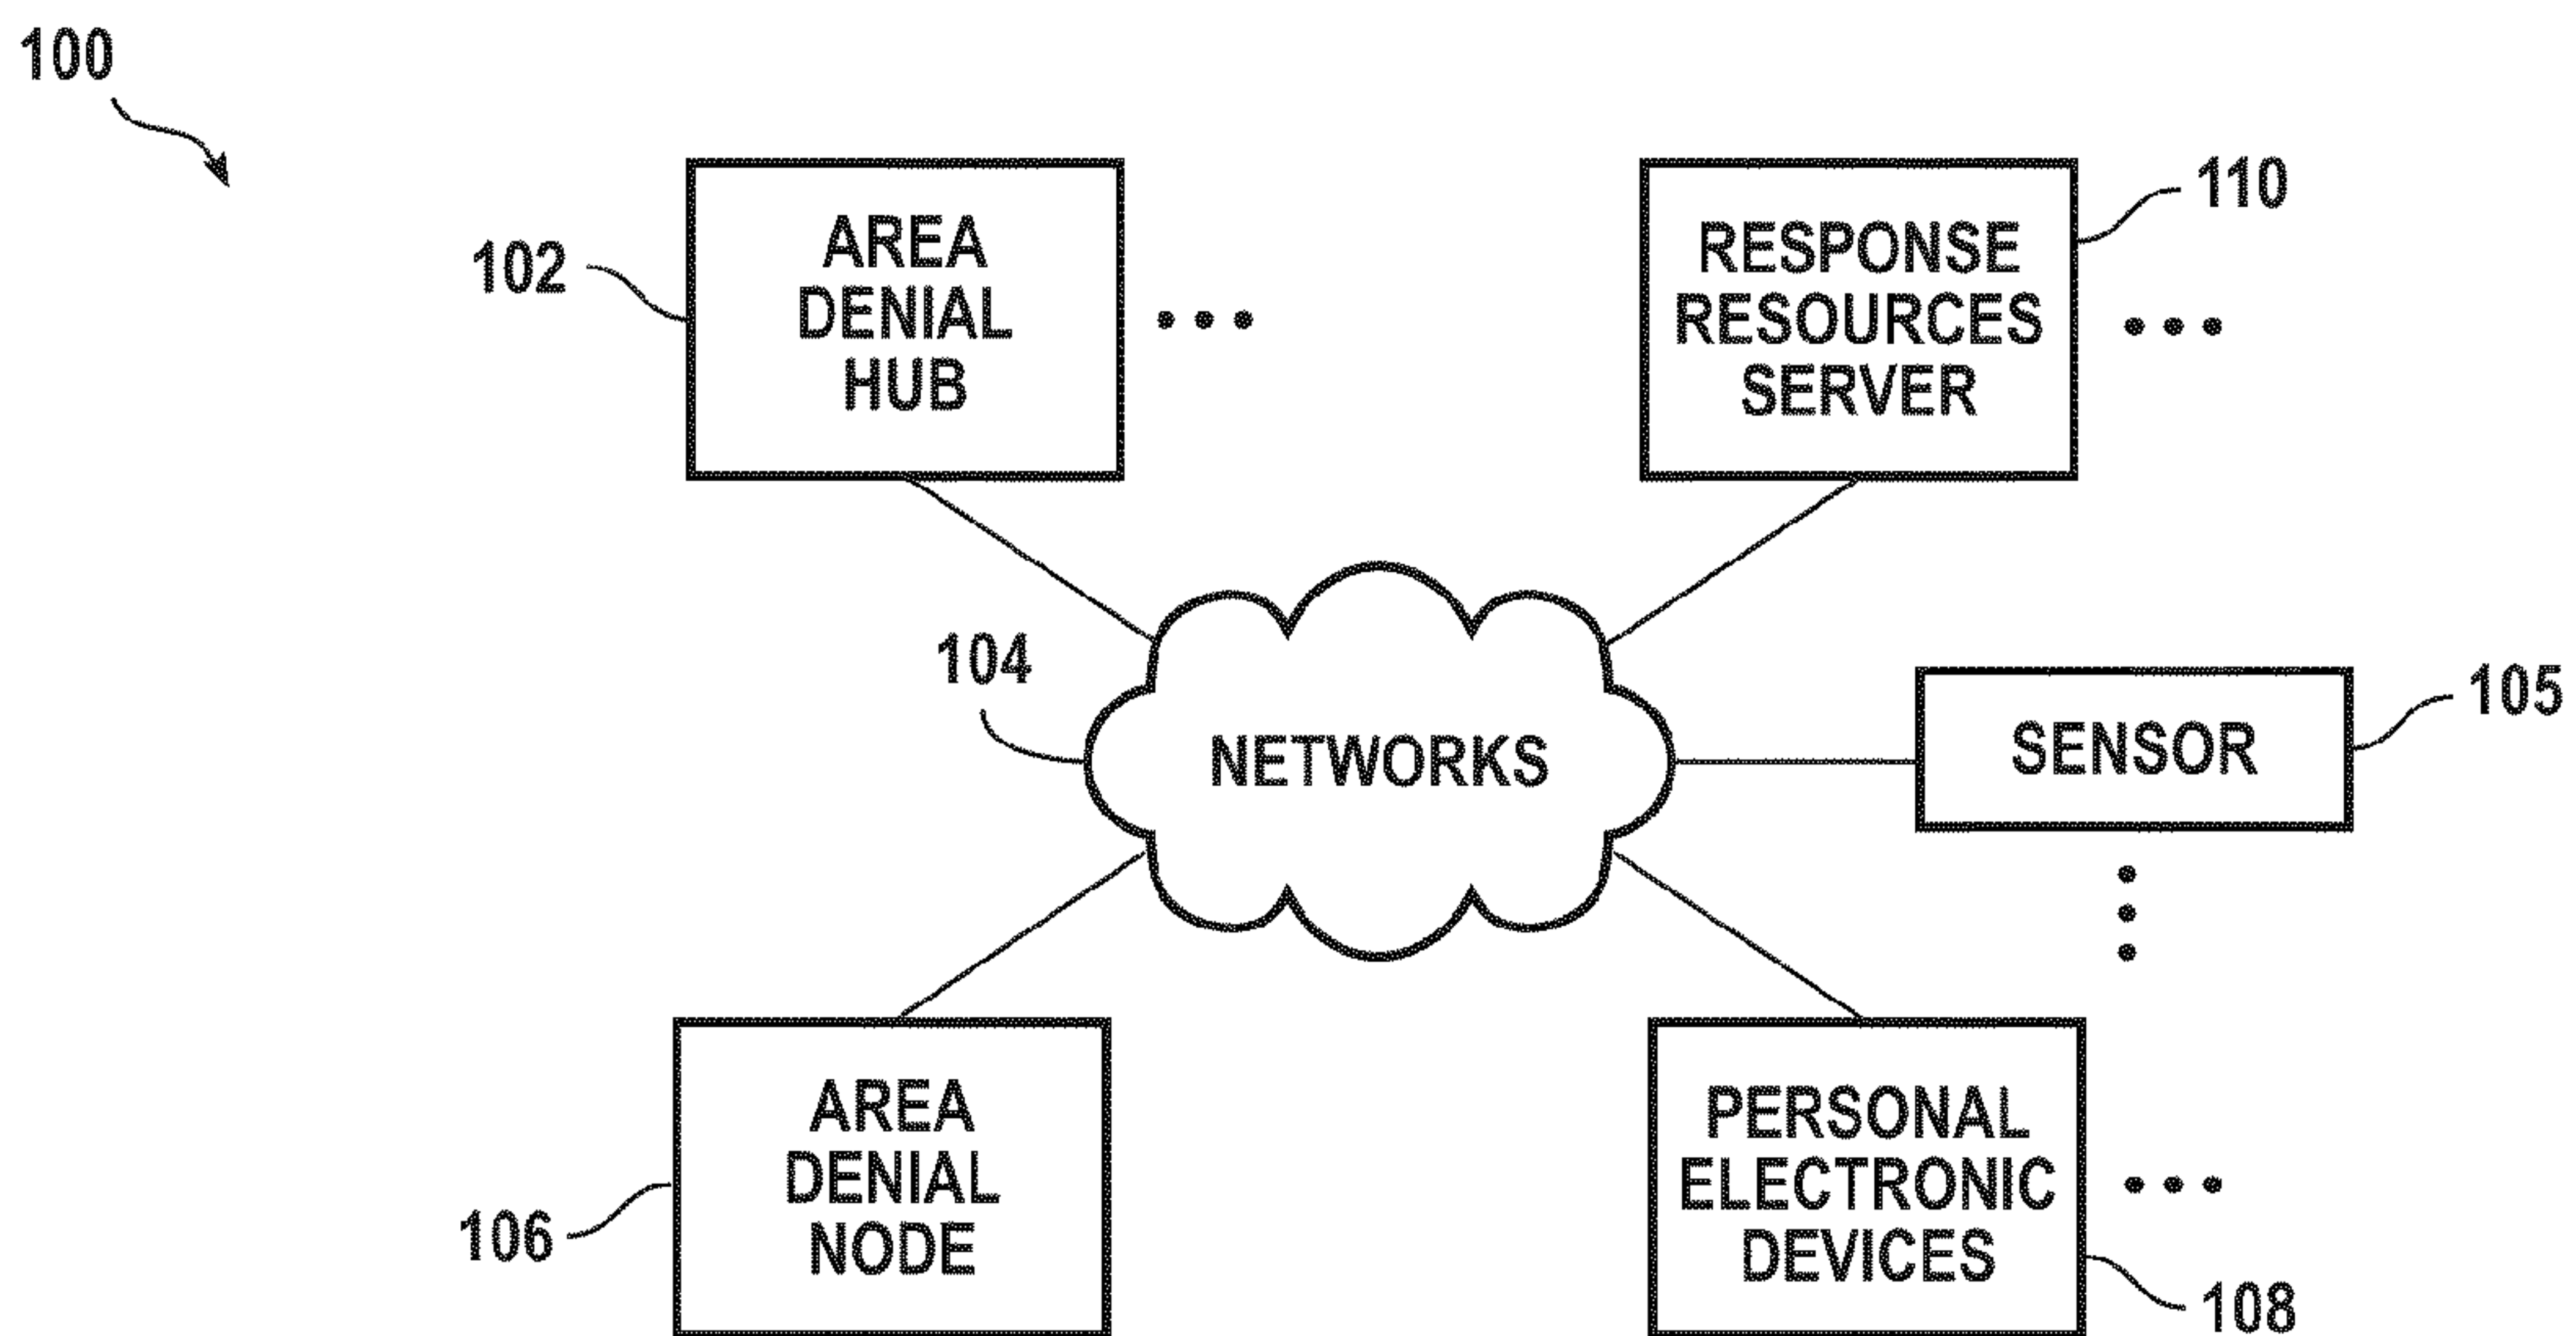 100
102
AREA
DENIAL
HUB
RESPONSE
RESOURCES
SERVER
110
104
NETWORKS
SENSOR
105
106
AREA
DENIAL
NODE
PERSONAL
ELECTRONIC
DEVICES
108